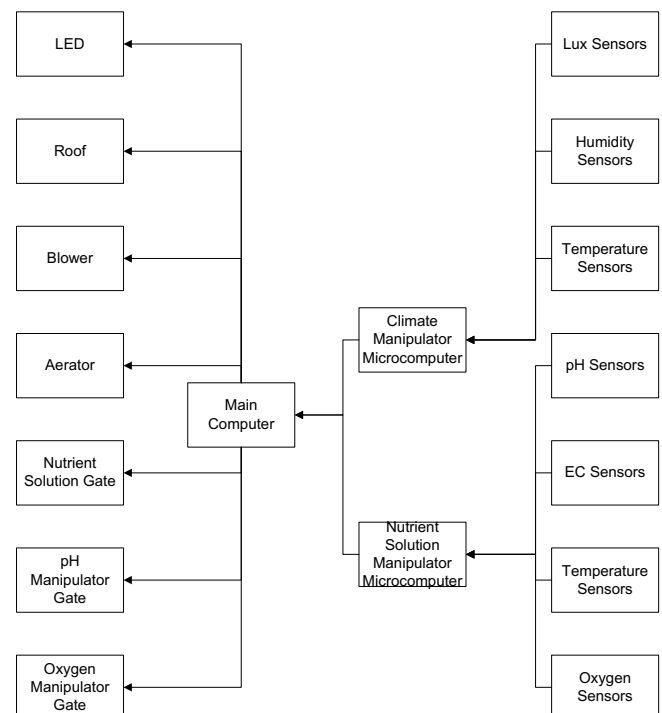 LED
Roof
Blower
Aerator
Nutrient
Solution Gate
pH
Manipulator
Gate
Oxygen
Manipulator
Gate
Main
Computer
Climate
Manipulator
Microcomputer
Nutrient
Solution
Manipulator
Microcomputer
Lux Sensors
Humidity
Sensors
Temperature
Sensors
pH Sensors
EC Sensors
Temperature
Sensors
Oxygen
Sensors